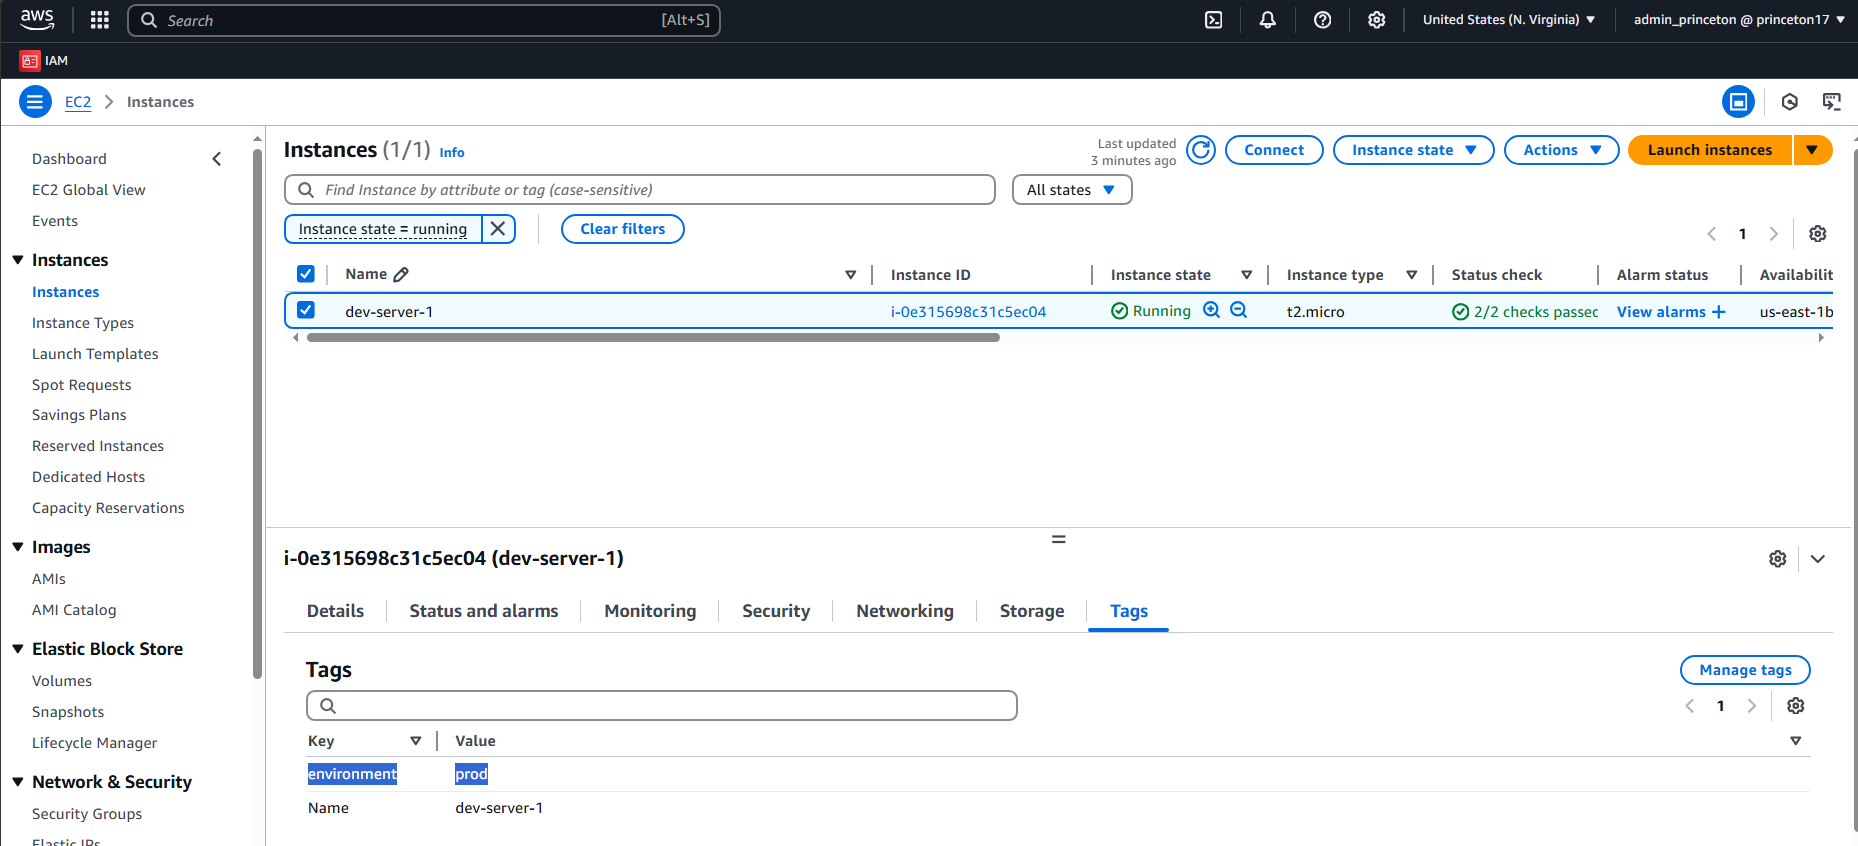 aws
Search [Alt+S]
United States (N. Virginia)
admin_princeton @ princeton17
IAM
EC2 > Instances
Dashboard
EC2 Global View
Events
Instances
Instances
Instance Types
Launch Templates
Spot Requests
Savings Plans
Reserved Instances
Dedicated Hosts
Capacity Reservations
Images
AMIs
AMI Catalog
Elastic Block Store
Volumes
Snapshots
Lifecycle Manager
Network & Security
Security Groups
Elastic IPs
Instances (1/1) Info
Last updated
3 minutes ago
Connect
Instance state
Actions
Launch instances
Find Instance by attribute or tag (case-sensitive)
All states
Instance state = running
Clear filters
1
Name Instance ID Instance state Instance type Status check Alarm status Availabilit
dev-server-1 i-0e315698c31c5ec04 Running t2.micro 2/2 checks passec View alarms + us-east-1b
i-0e315698c31c5ec04 (dev-server-1)
Details Status and alarms Monitoring Security Networking Storage Tags
Tags
Manage tags
1
Key Value
environment prod
Name dev-server-1